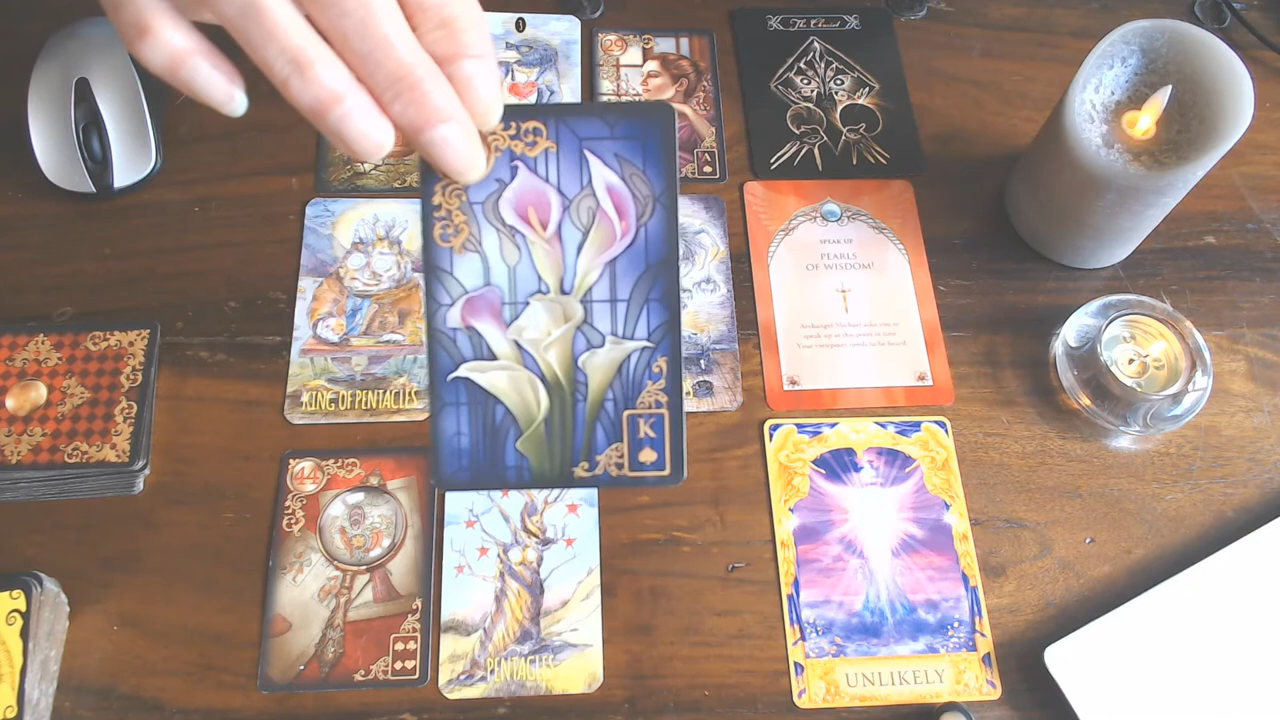 The Chariot
29
A
SPEAK UP
PEARLS
OF WISDOM!
Archangel Michael asks you to
speak up at this point in time.
Your viewpoint needs to be heard.
KING OF PENTACLES
K
44
PENTACLES
UNLIKELY